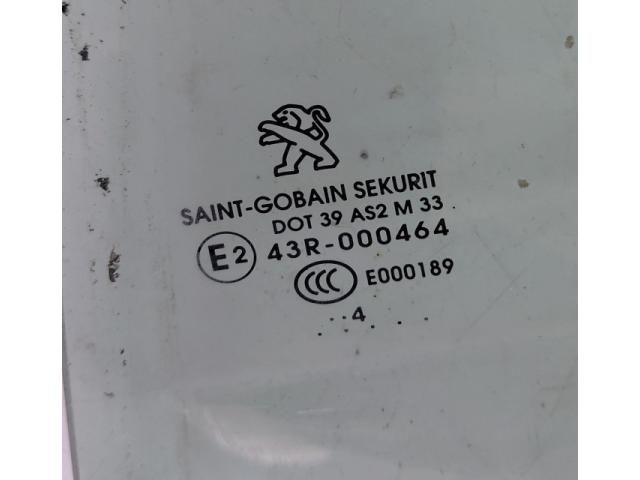 SAINT-GOBAIN SEKURIT
DOT 39 AS2 M 33
E2 43R-000464
CCC E000189
..4. ...